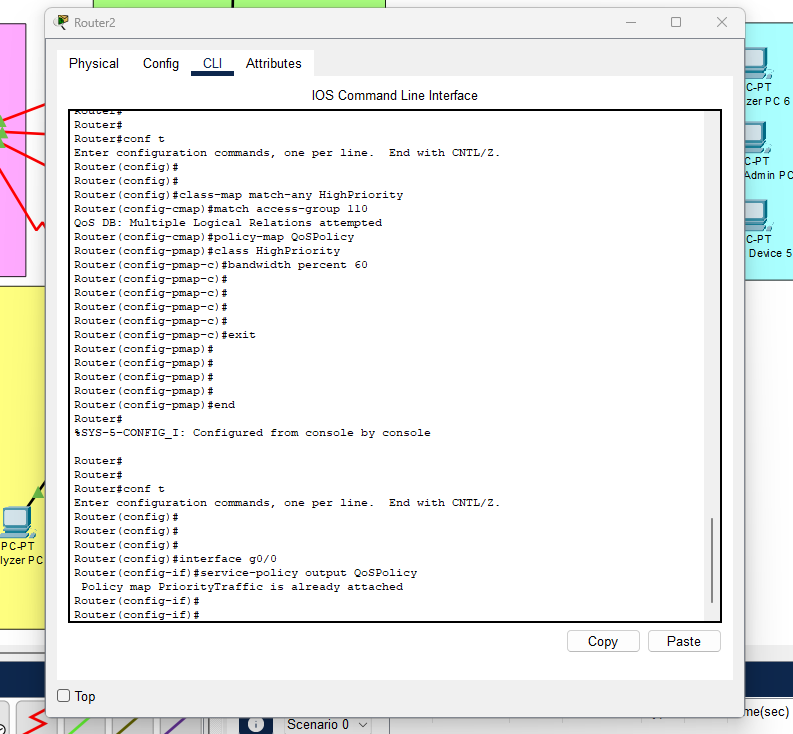 Router2
Physical Config CLI Attributes
IOS Command Line Interface
Router#
Router#
Router#conf t
Enter configuration commands, one per line.  End with CNTL/Z.
Router(config)#
Router(config)#
Router(config)#class-map match-any HighPriority
Router(config-cmap)#match access-group 110
QoS DB: Multiple Logical Relations attempted
Router(config-cmap)#policy-map QoSPolicy
Router(config-pmap)#class HighPriority
Router(config-pmap-c)#bandwidth percent 60
Router(config-pmap-c)#
Router(config-pmap-c)#
Router(config-pmap-c)#
Router(config-pmap-c)#
Router(config-pmap-c)#exit
Router(config-pmap)#
Router(config-pmap)#
Router(config-pmap)#
Router(config-pmap)#
Router(config-pmap)#end
Router#
%SYS-5-CONFIG_I: Configured from console by console
Router#
Router#
Router#conf t
Enter configuration commands, one per line.  End with CNTL/Z.
Router(config)#
Router(config)#
Router(config)#
Router(config)#interface g0/0
Router(config-if)#service-policy output QoSPolicy
Policy map PriorityTraffic is already attached
Router(config-if)#
Router(config-if)#
Copy Paste
Top
C-PT
zer PC 6
C-PT
Admin PC
C-PT
Device 5
PC-PT
lyzer PC
Scenario 0
me(sec)